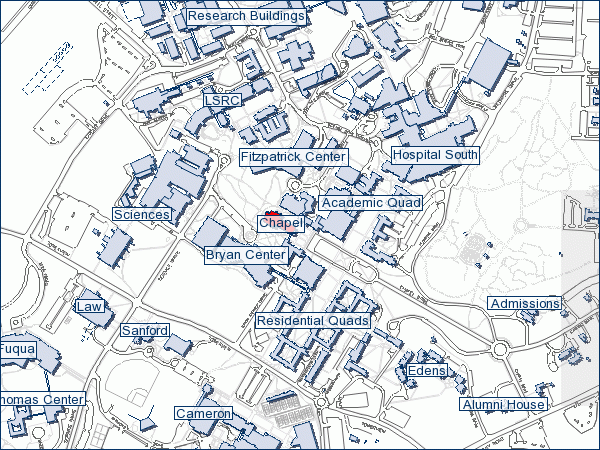 Research Buildings
LSRC
Fitzpatrick Center
Hospital South
Academic Quad
Sciences
Chapel
Bryan Center
Law
Admissions
Sanford
Residential Quads
Fuqua
Edens
homas Center
Cameron
Alumni House